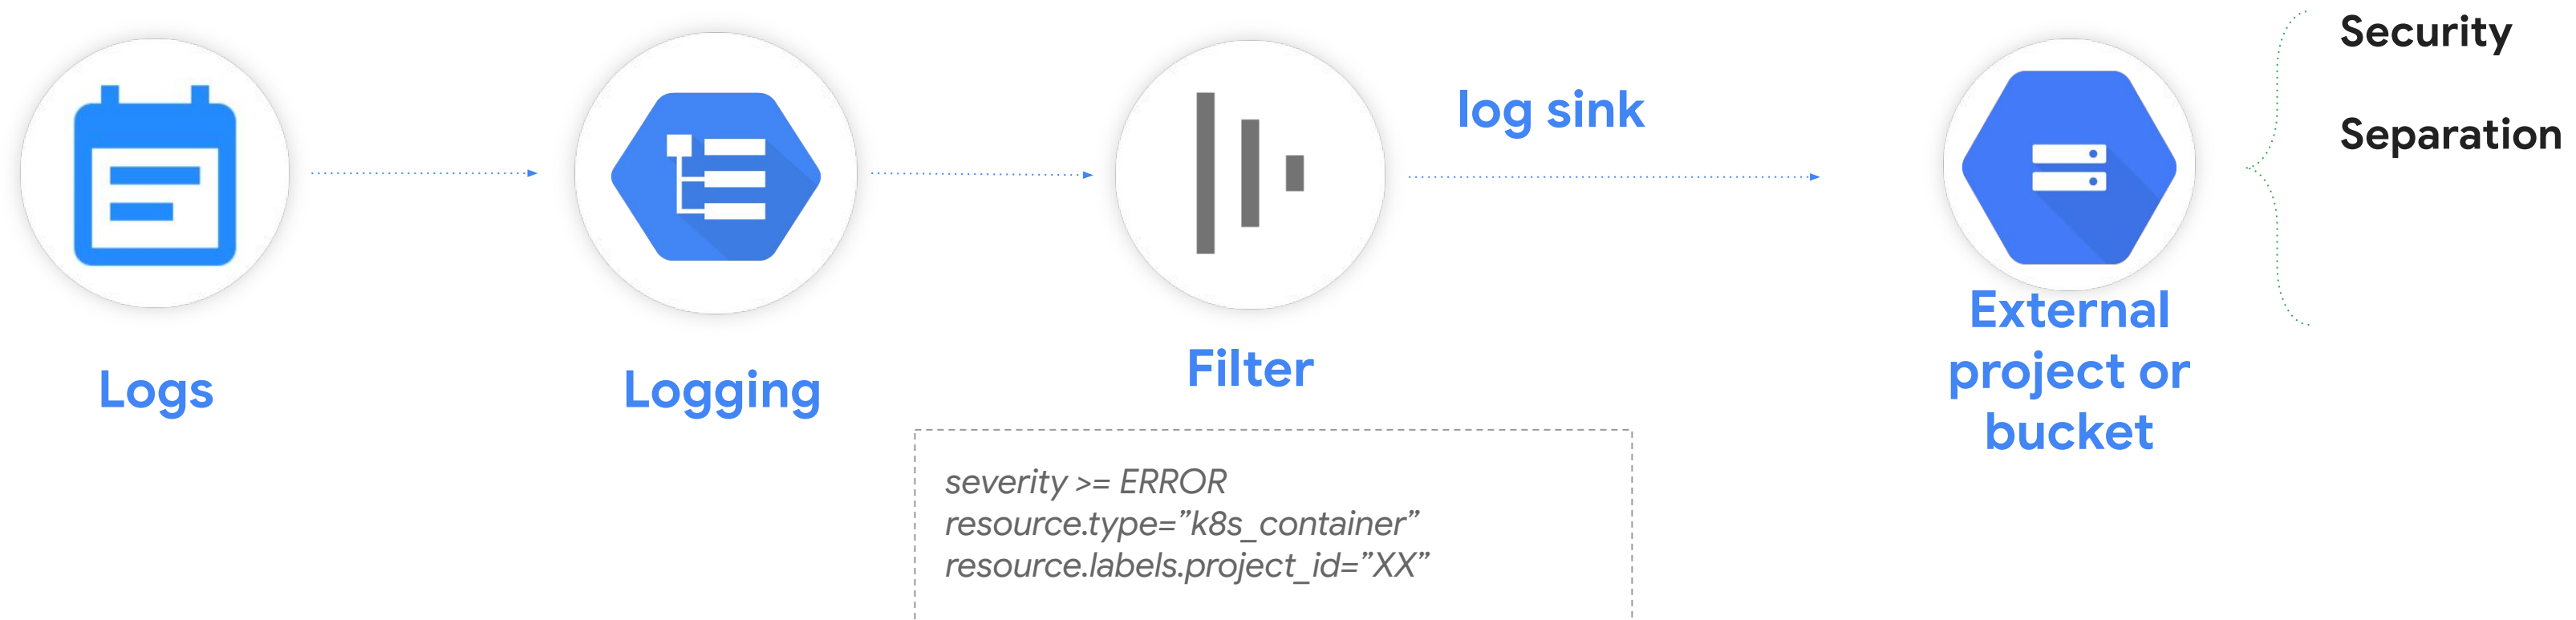 Security
Separation
log sink
Logs
Logging
Filter
External
project or
bucket
severity >= ERROR
resource.type=”k8s_container”
resource.labels.project_id=”XX”